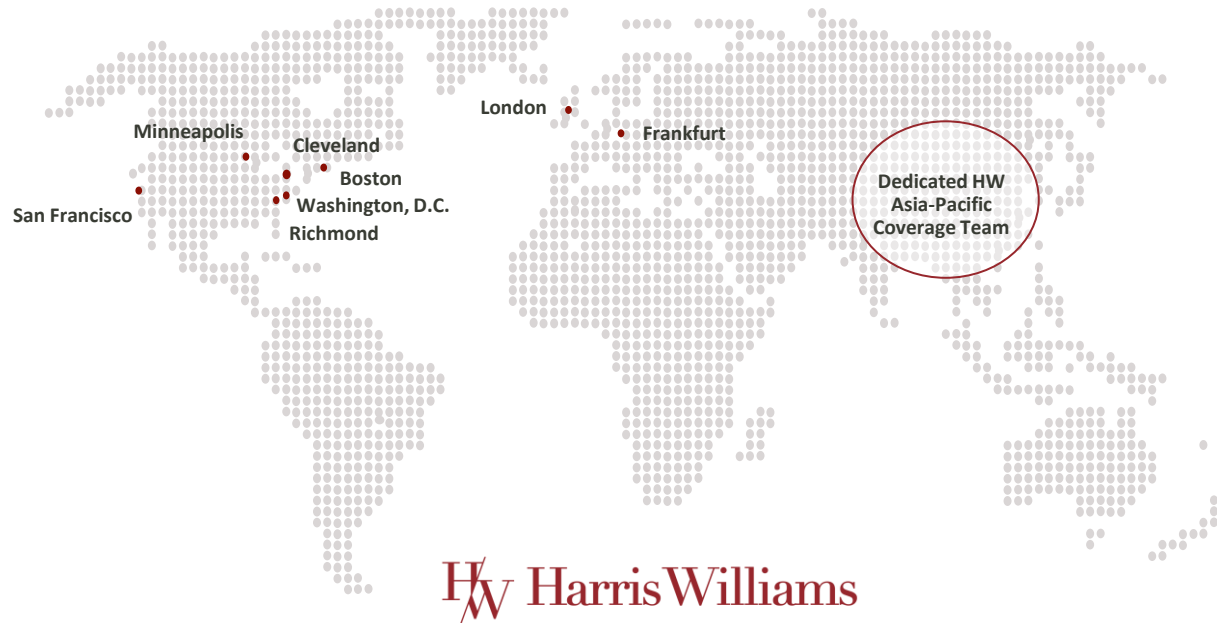 London
Minneapolis
Frankfurt
Cleveland
Boston
San Francisco
Washington, D.C.
Richmond
Dedicated HW
Asia-Pacific
Coverage Team
HW Harris Williams